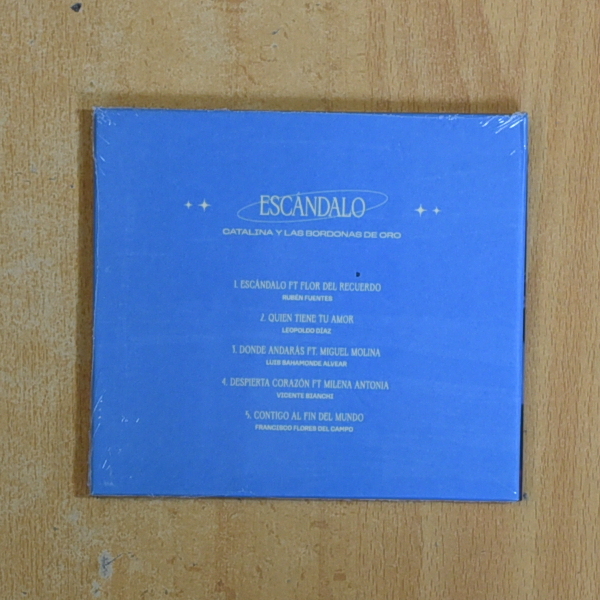 ESCÁNDALO
CATALINA Y LAS BORDONAS DE ORO
1. ESCÁNDALO FT FLOR DEL RECUERDO
RUBÉN FUENTES
2. QUIEN TIENE TU AMOR
LEOPOLDO DÍAZ
3. DONDE ANDARÁS FT. MIGUEL MOLINA
LUIS BAHAMONDE ALVEAR
4. DESPIERTA CORAZÓN FT MILENA ANTONIA
VICENTE BIANCHI
5. CONTIGO AL FIN DEL MUNDO
FRANCISCO FLORES DEL CAMPO